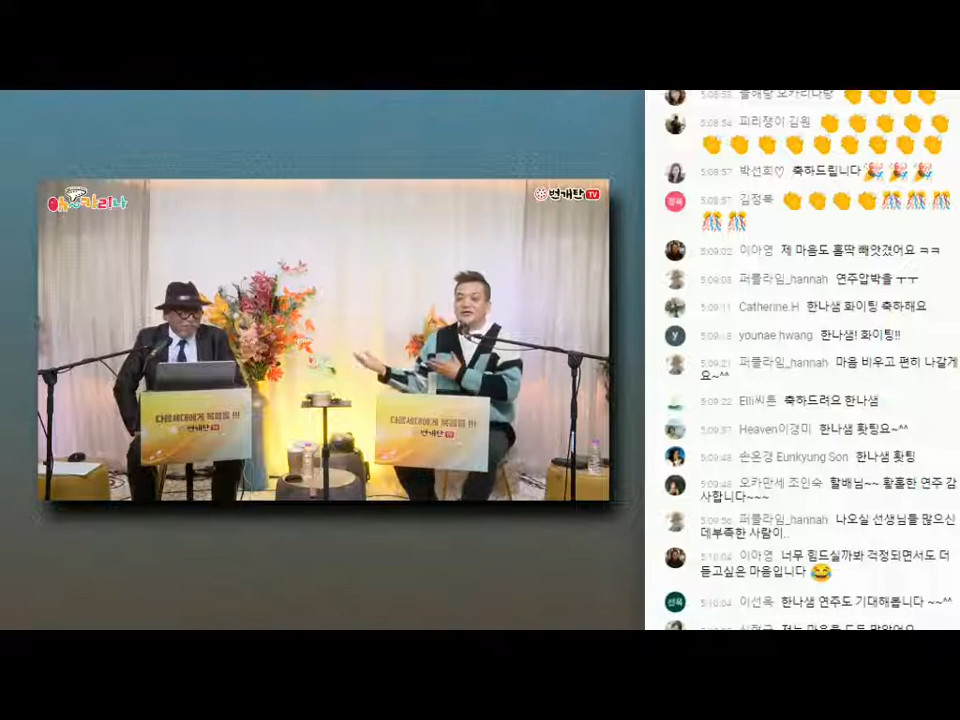 애 카리나
번개탄 TV
다음세대에게 복음을 !!!
번개탄 TV
다음세대에게 복음을 !!!
번개탄 TV
5:08:53 들해랑 오카리나랑
5:08:54 피리쟁이 김원
5:08:57 박선희♡ 축하드립니다
5:08:57 김정옥
5:09:02 이아영 제 마음도 홀딱 빼앗겼어요 ㅋㅋ
퍼플라임_hannah 연주압박을 ㅜㅜ
5:09:11 Catherine.H 한나샘 화이팅 축하해요
younae hwang 한나샘! 화이팅!!
5:09:21 퍼플라임_hannah 마음 비우고 편히 나갈게
요~^^
5:09:22 Elli씨튼 축하드려요 한나샘
Heaven이경미 한나샘 홧팅요~^^
5:09:48 손은경 Eunkyung Son 한나샘 홧팅
5:09:48 오카만세 조인숙 할배님~~ 황홀한 연주 감
사합니다~~~
5:09:56 퍼플라임_hannah 나오실 선생님들 많으신
데부족한 사람이..
5:10:04 이아영 너무 힘드실까봐 걱정되면서도 더
듣고싶은 마음입니다
5:10:04 이선옥 한나샘 연주도 기대해봅니다 ~~^^